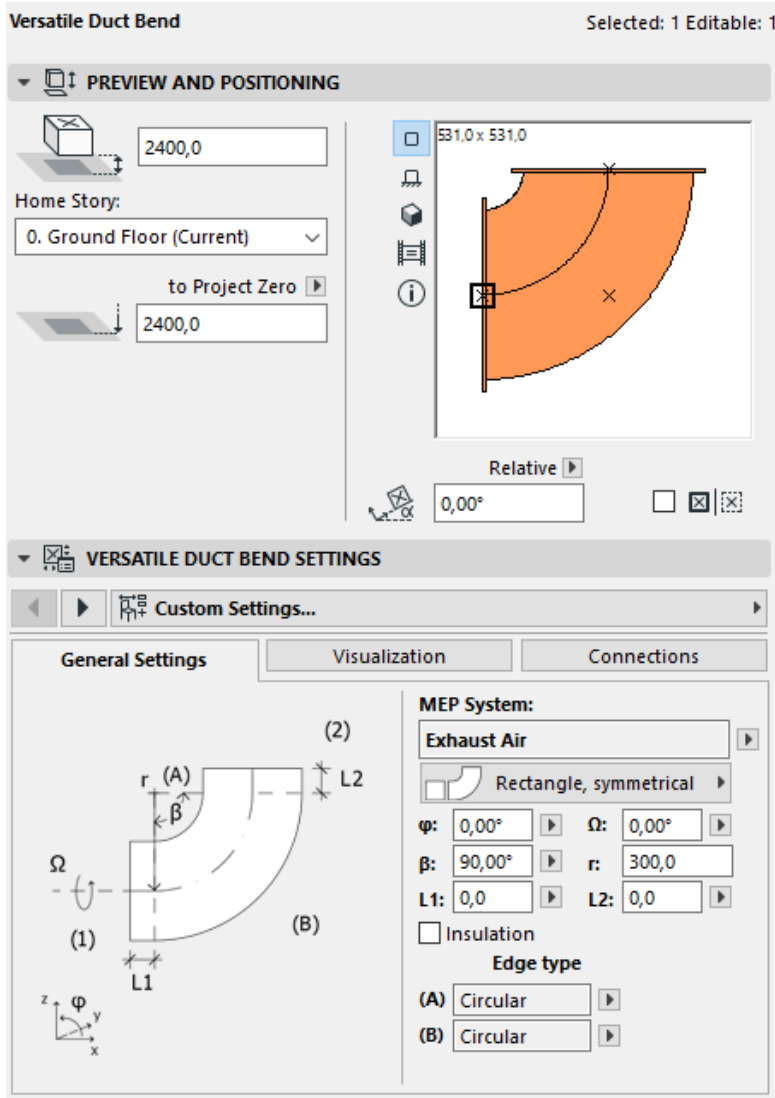 Versatile Duct Bend Selected: 1 Editable: 1
PREVIEW AND POSITIONING
2400,0
Home Story:
0. Ground Floor (Current)
to Project Zero
2400,0
531,0 x 531,0
Relative
α 0,00°
VERSATILE DUCT BEND SETTINGS
Custom Settings...
General Settings Visualization Connections
(2)
r (A) L2
β
Ω
(1)
(B)
L1
z φ y
x
MEP System:
Exhaust Air
Rectangle, symmetrical
φ: 0,00° Ω: 0,00°
β: 90,00° r: 300,0
L1: 0,0 L2: 0,0
Insulation
Edge type
(A) Circular
(B) Circular